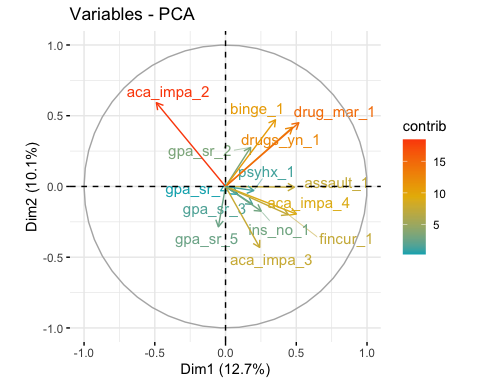 Variables - PCA
1.0
0.5
0.0
-0.5
-1.0
Dim2 (10.1%)
aca_impa_2
binge_1
drug_mar_1
drugs_yn_1
gpa_sr_2
psyhx_1
assault_1
gpa_sr_4
aca_impa_4
gpa_sr_3
ins_no_1
gpa_sr_5
fincur_1
aca_impa_3
-1.0
-0.5
0.0
0.5
1.0
Dim1 (12.7%)
contrib
15
10
5